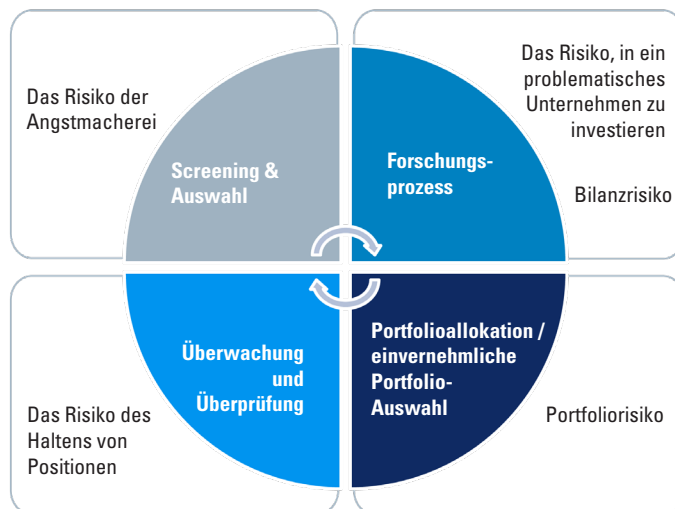 Das Risiko der
Angstmacherei
Screening &
Auswahl
Das Risiko, in ein
problematisches
Unternehmen zu
investieren
Forschungs-
prozess
Bilanzrisiko
Überwachung
und
Überprüfung
Das Risiko des
Haltens von
Positionen
Portfolioallokation /
einvernehmliche
Portfolio-
Auswahl
Portfoliorisiko